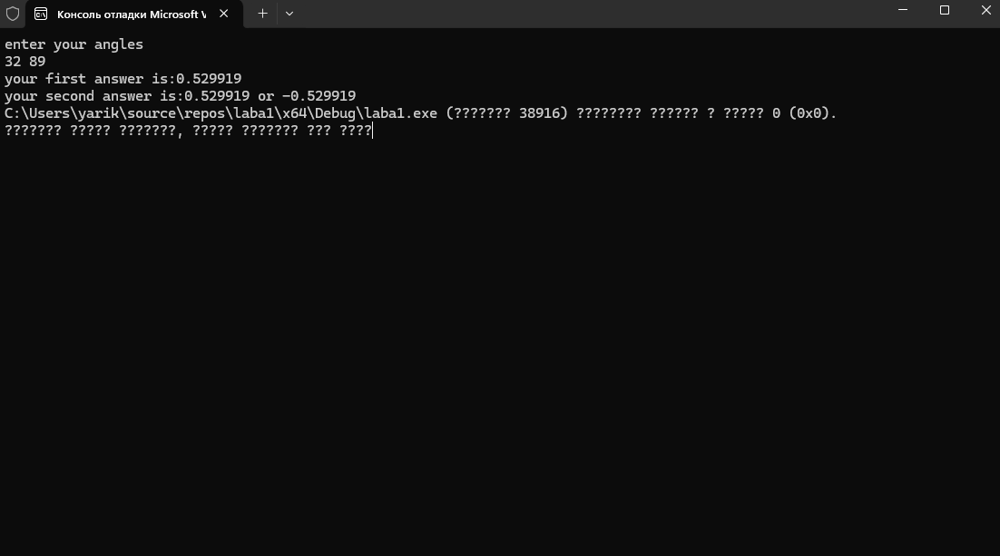 Консоль отладки Microsoft V
enter your angles
32 89
your first answer is:0.529919
your second answer is:0.529919 or -0.529919
C:\Users\yarik\source\repos\laba1\x64\Debug\laba1.exe (??????? 38916) ???????? ?????? ? ????? 0 (0x0).
??????? ????? ???????, ????? ??????? ??? ????